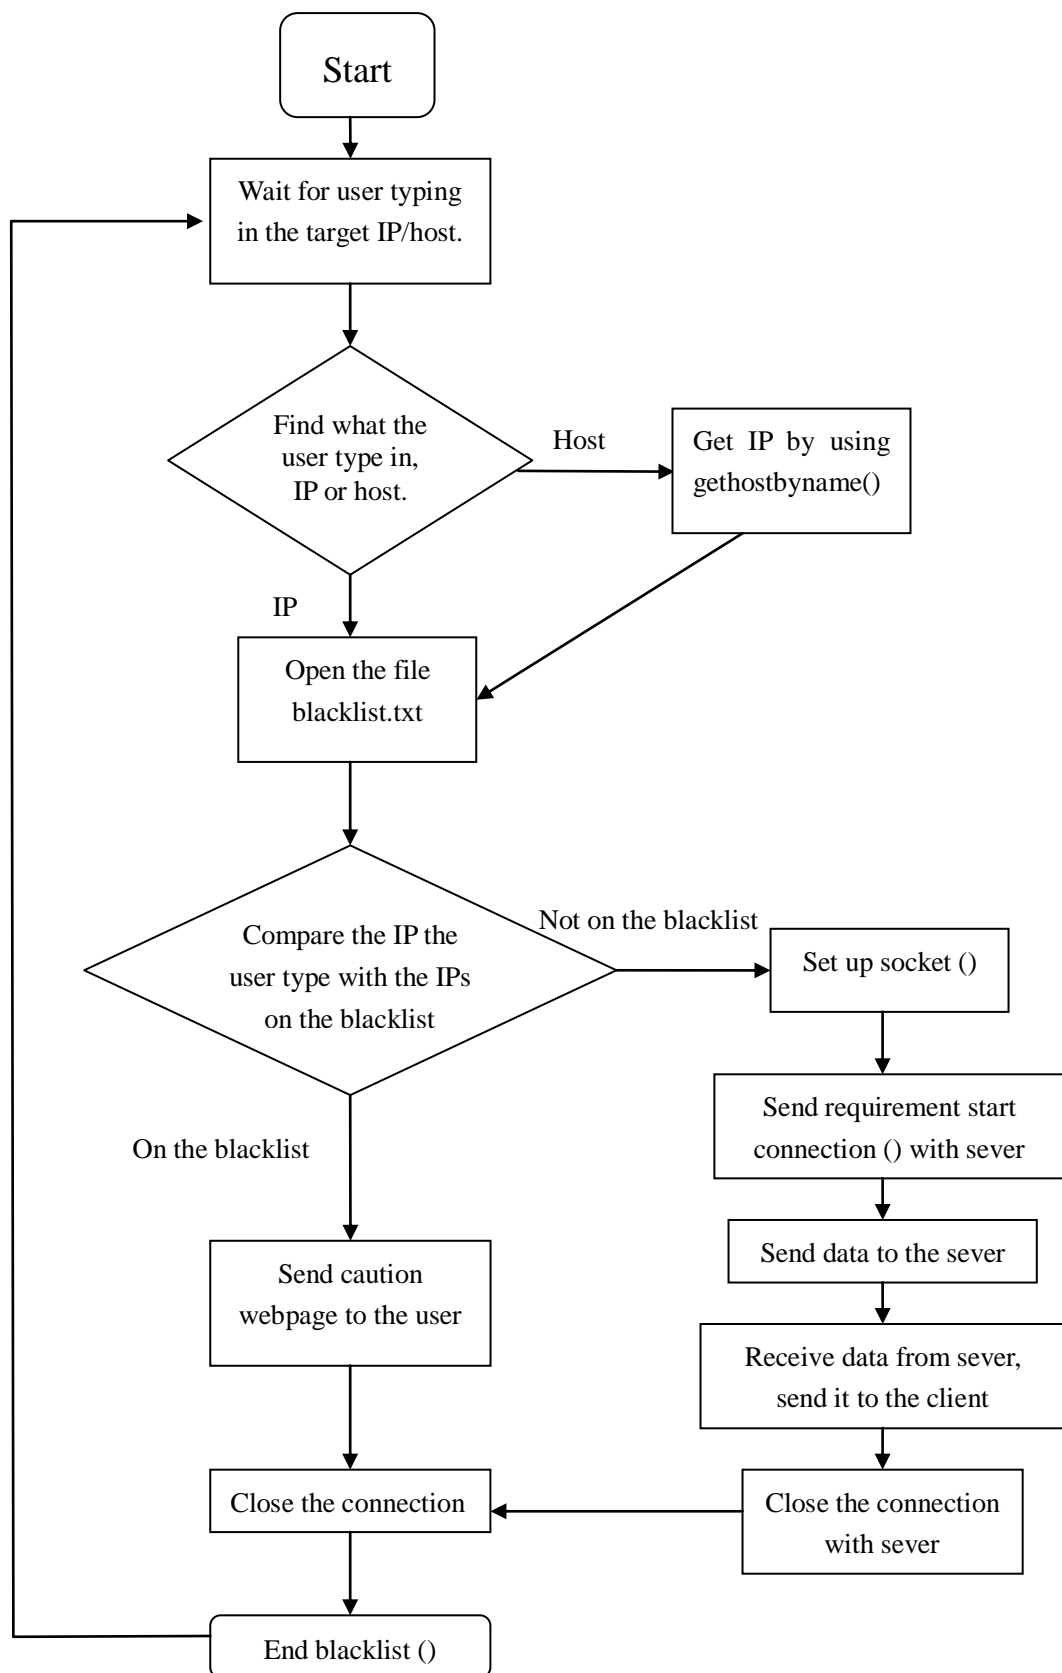 Start
Wait for user typing
in the target IP/host.
Find what the
user type in,
IP or host.
Host
Get IP by using
gethostbyname()
IP
Open the file
blacklist.txt
Compare the IP the
user type with the IPs
on the blacklist
Not on the blacklist
Set up socket ()
Send requirement start
connection () with sever
On the blacklist
Send data to the sever
Send caution
webpage to the user
Receive data from sever,
send it to the client
Close the connection
Close the connection
with sever
End blacklist ()